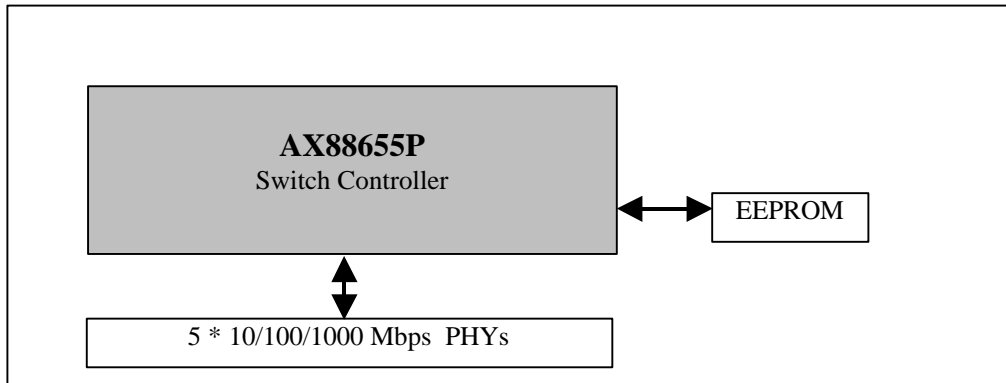 AX88655P
Switch Controller
EEPROM
5 * 10/100/1000 Mbps PHYs